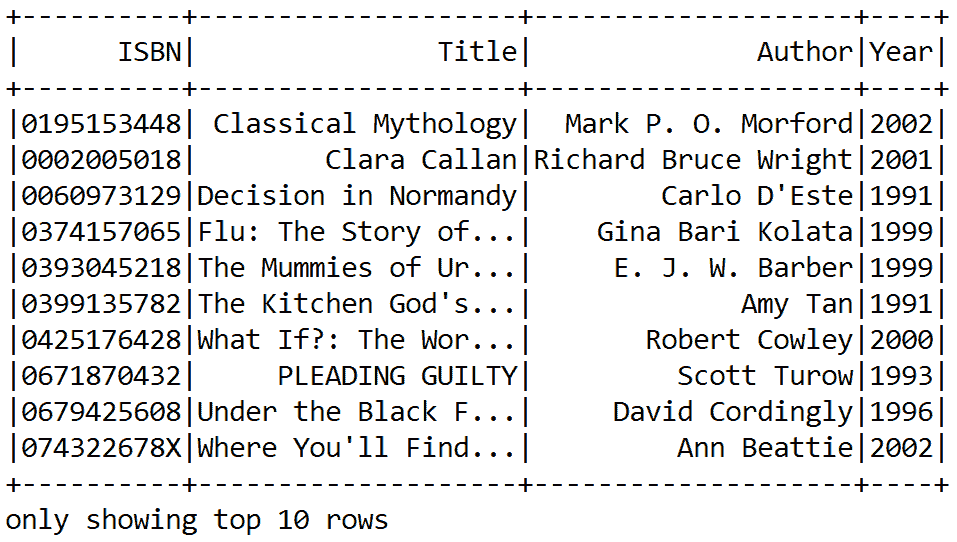 +----------+--------------------+--------------------+----+
|      ISBN|               Title|              Author|Year|
+----------+--------------------+--------------------+----+
|0195153448| Classical Mythology|  Mark P. O. Morford|2002|
|0002005018|        Clara Callan|Richard Bruce Wright|2001|
|0060973129|Decision in Normandy|        Carlo D'Este|1991|
|0374157065|Flu: The Story of...|    Gina Bari Kolata|1999|
|0393045218|The Mummies of Ur...|     E. J. W. Barber|1999|
|0399135782|The Kitchen God's...|             Amy Tan|1991|
|0425176428|What If?: The Wor...|       Robert Cowley|2000|
|0671870432|     PLEADING GUILTY|         Scott Turow|1993|
|0679425608|Under the Black F...|     David Cordingly|1996|
|074322678X|Where You'll Find...|         Ann Beattie|2002|
+----------+--------------------+--------------------+----+
only showing top 10 rows